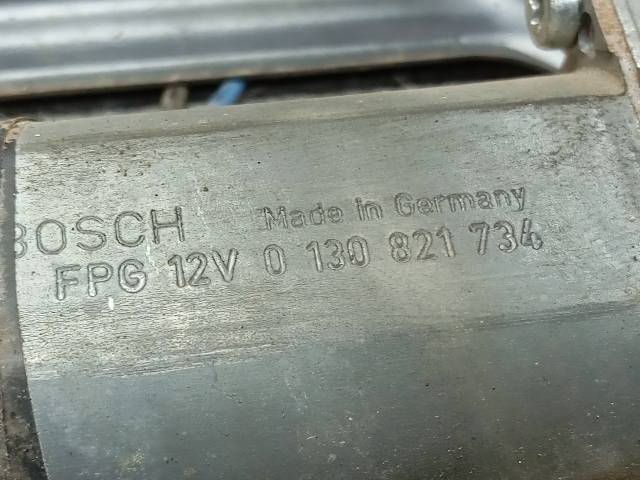 BOSCH Made in Germany
FPG 12V 0 130 821 734